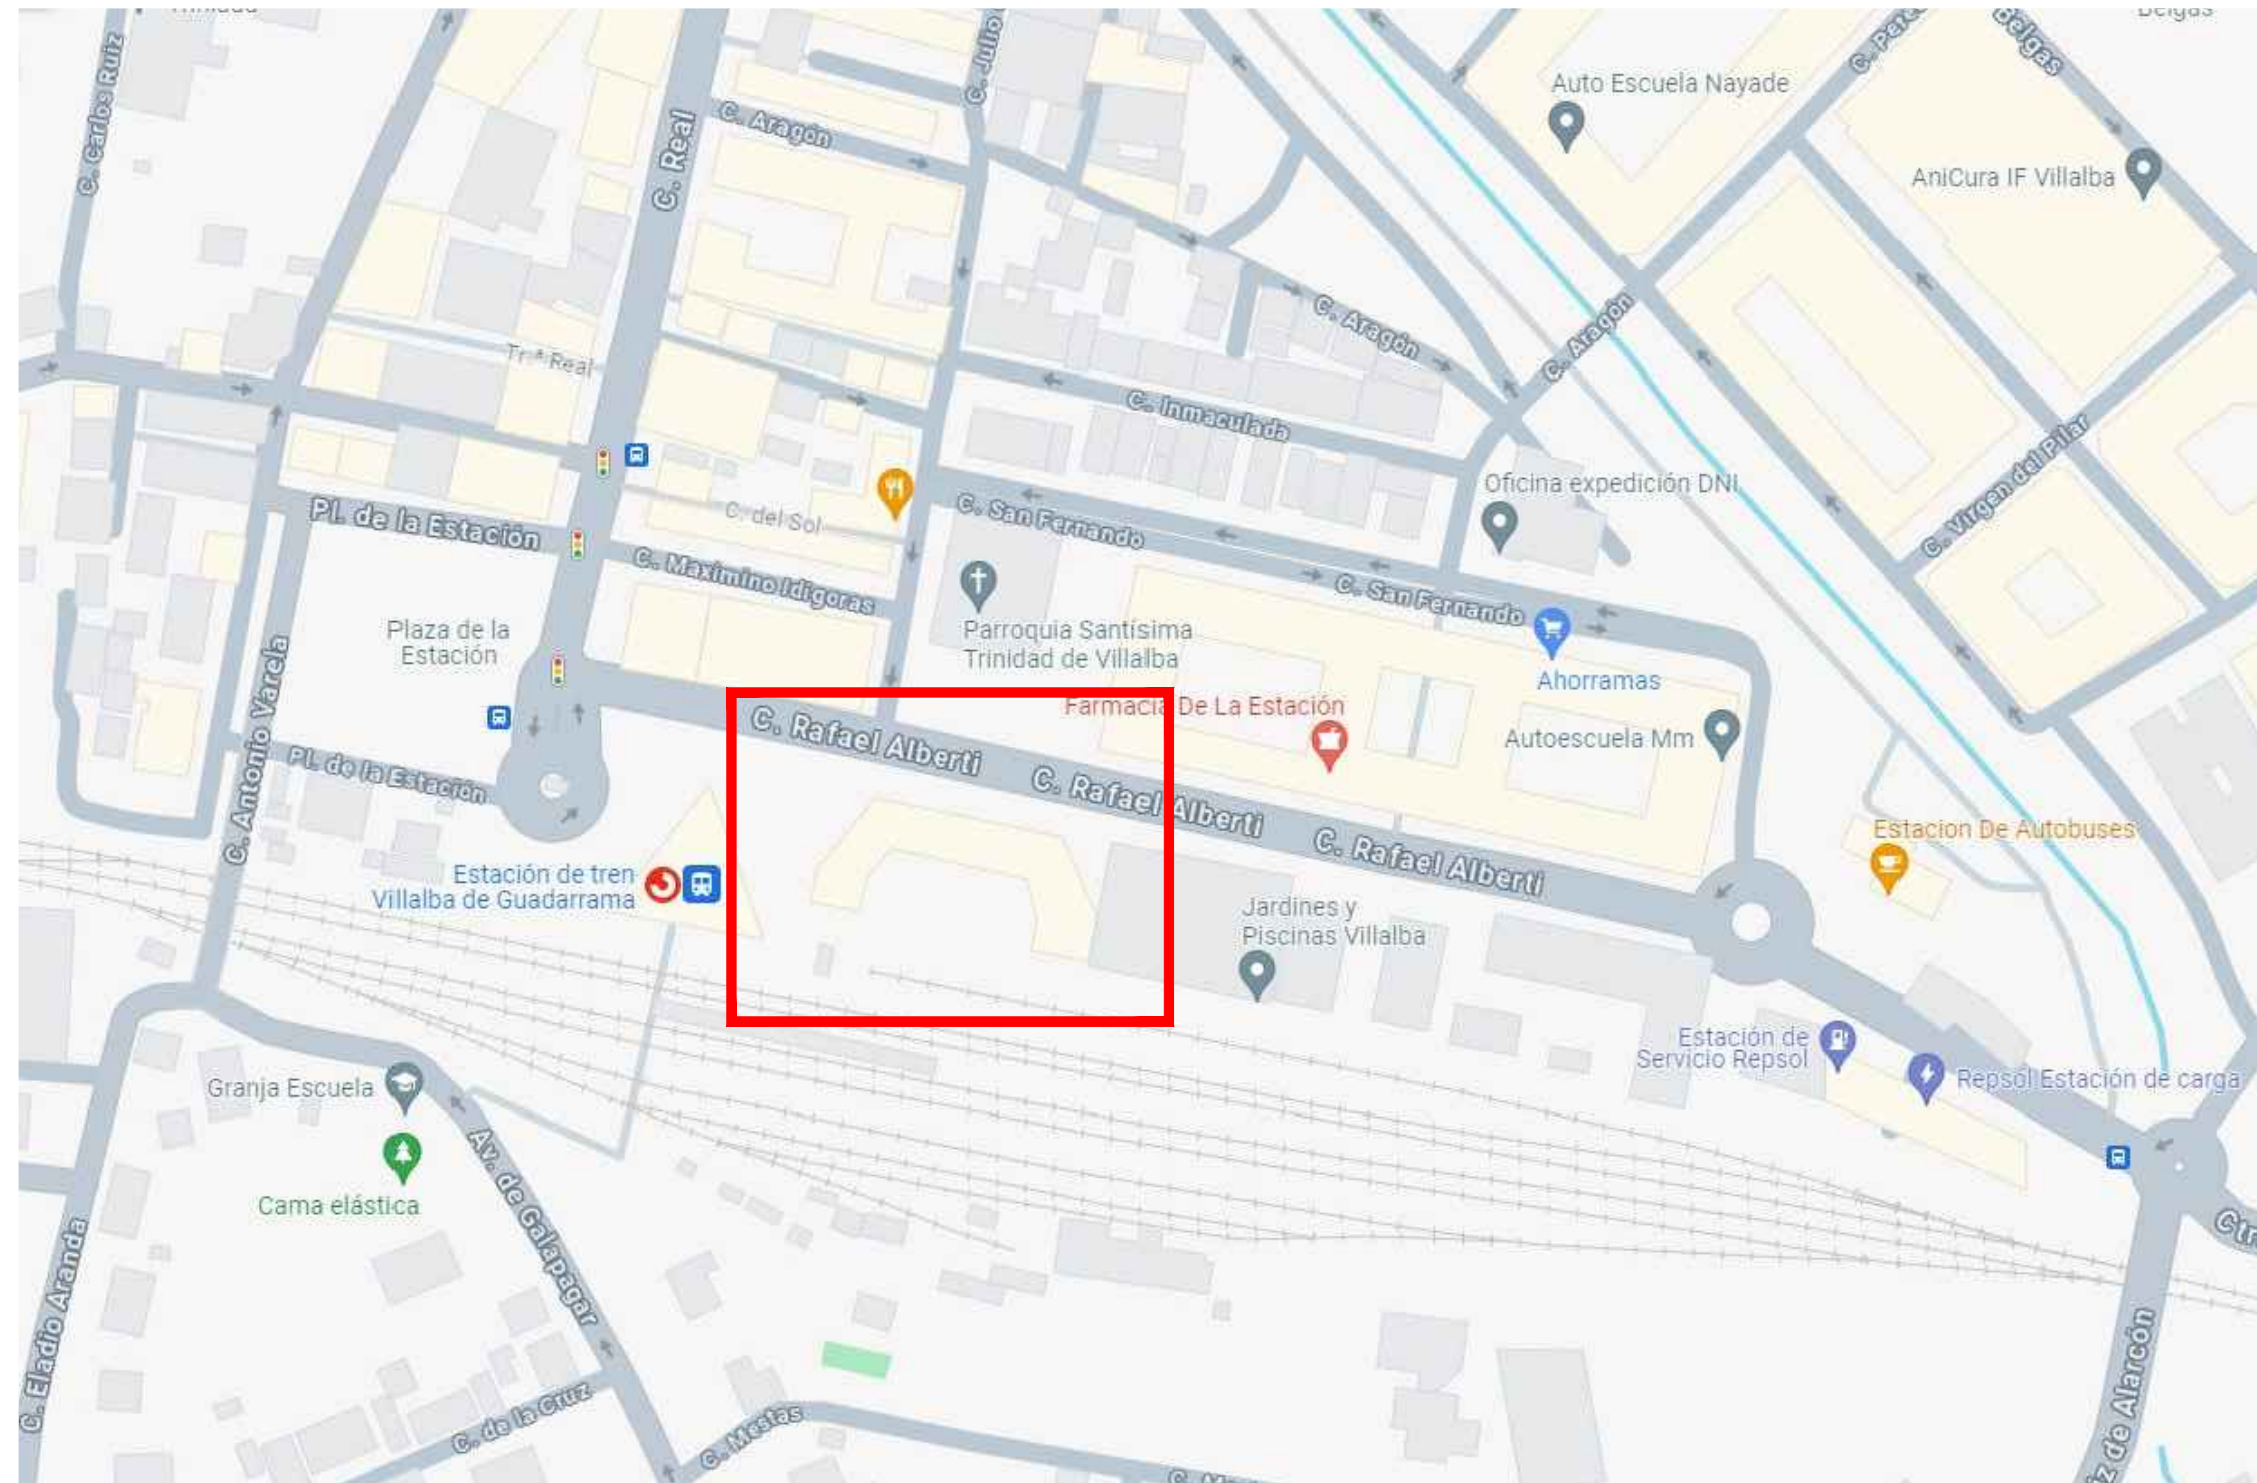 C. Carlos Ruiz
C. Real
C. Aragón
C. Julio
Auto Escuela Nayade
Belgas
AniCura IF Villalba
Tr.ª Real
C. Aragón
C. Aragón
C. Inmaculada
C. Virgen del Pilar
Oficina expedición DNI
Pl. de la Estación
C. del Sol
C. San Fernando
C. Maximino Idígoras
C. San Fernando
Plaza de la
Estación
Parroquia Santísima
Trinidad de Villalba
Ahorramas
Farmacia De La Estación
Autoescuela Mm
C. Antonio Varela
Pl. de la Estación
C. Rafael Alberti
C. Rafael Alberti
C. Rafael Alberti
Estacion De Autobuses
Estación de tren
Villalba de Guadarrama
Jardines y
Piscinas Villalba
Estación de
Servicio Repsol
Repsol Estación de carga
Granja Escuela
Cama elástica
Av. de Galapagar
C. Eladio Aranda
C. de la Cruz
C. Mestas
de Alarcón